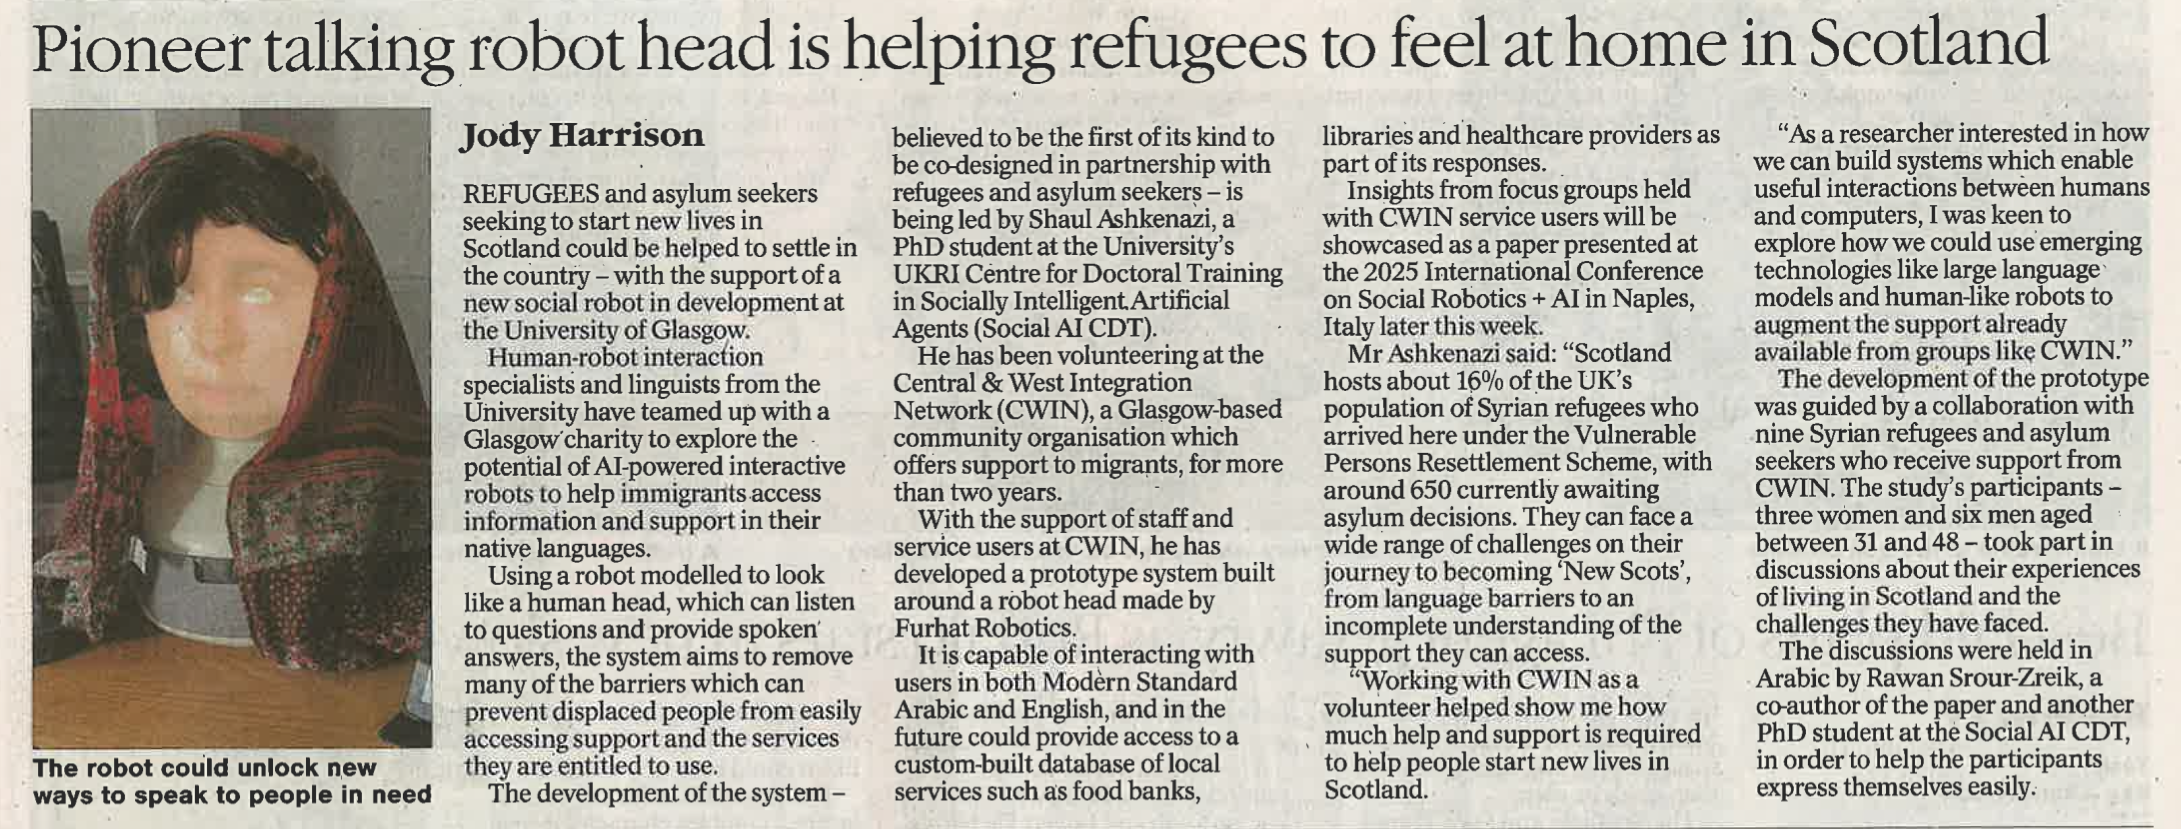 Pioneer talking robot head is helping refugees to feel at home in Scotland
The robot could unlock new
ways to speak to people in need
Jody Harrison
REFUGEES and asylum seekers
seeking to start new lives in
Scotland could be helped to settle in
the country – with the support of a
new social robot in development at
the University of Glasgow.
Human-robot interaction
specialists and linguists from the
University have teamed up with a
Glasgow charity to explore the
potential of AI-powered interactive
robots to help immigrants access
information and support in their
native languages.
Using a robot modelled to look
like a human head, which can listen
to questions and provide spoken
answers, the system aims to remove
many of the barriers which can
prevent displaced people from easily
accessing support and the services
they are entitled to use.
The development of the system –
believed to be the first of its kind to
be co-designed in partnership with
refugees and asylum seekers – is
being led by Shaul Ashkenazi, a
PhD student at the University's
UKRI Centre for Doctoral Training
in Socially Intelligent Artificial
Agents (Social AI CDT).
He has been volunteering at the
Central & West Integration
Network (CWIN), a Glasgow-based
community organisation which
offers support to migrants, for more
than two years.
With the support of staff and
service users at CWIN, he has
developed a prototype system built
around a robot head made by
Furhat Robotics.
It is capable of interacting with
users in both Modern Standard
Arabic and English, and in the
future could provide access to a
custom-built database of local
services such as food banks,
libraries and healthcare providers as
part of its responses.
Insights from focus groups held
with CWIN service users will be
showcased as a paper presented at
the 2025 International Conference
on Social Robotics + AI in Naples,
Italy later this week.
Mr Ashkenazi said: “Scotland
hosts about 16% of the UK's
population of Syrian refugees who
arrived here under the Vulnerable
Persons Resettlement Scheme, with
around 650 currently awaiting
asylum decisions. They can face a
wide range of challenges on their
journey to becoming ‘New Scots’,
from language barriers to an
incomplete understanding of the
support they can access.
“Working with CWIN as a
volunteer helped show me how
much help and support is required
to help people start new lives in
Scotland.
“As a researcher interested in how
we can build systems which enable
useful interactions between humans
and computers, I was keen to
explore how we could use emerging
technologies like large language
models and human-like robots to
augment the support already
available from groups like CWIN.”
The development of the prototype
was guided by a collaboration with
nine Syrian refugees and asylum
seekers who receive support from
CWIN. The study's participants –
three women and six men aged
between 31 and 48 – took part in
discussions about their experiences
of living in Scotland and the
challenges they have faced.
The discussions were held in
Arabic by Rawan Srour-Zreik, a
co-author of the paper and another
PhD student at the Social AI CDT,
in order to help the participants
express themselves easily.